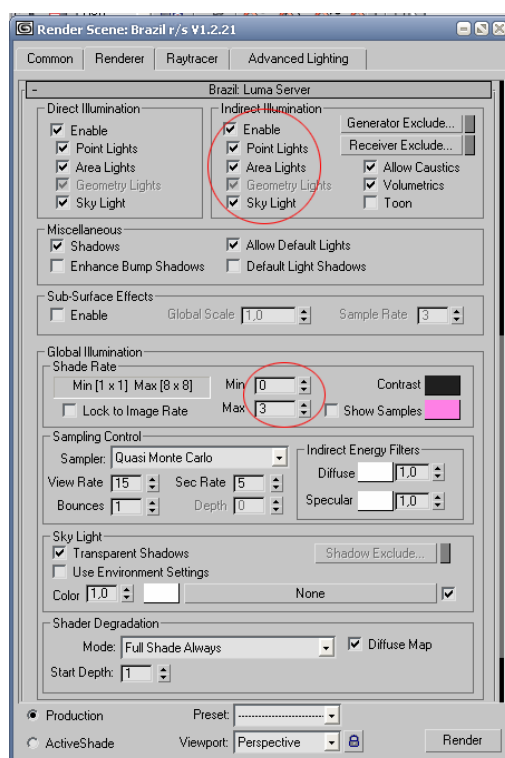 Render Scene: Brazil r/s V1.2.21
Common Renderer Raytracer Advanced Lighting
- Brazil: Luma Server
Direct Illumination Indirect Illumination
Enable Enable Generator Exclude...
Point Lights Point Lights Receiver Exclude...
Area Lights Area Lights Allow Caustics
Geometry Lights Geometry Lights Volumetrics
Sky Light Sky Light Toon
Miscellaneous
Shadows Allow Default Lights
Enhance Bump Shadows Default Light Shadows
Sub-Surface Effects
Enable Global Scale 1,0 Sample Rate 3
Global Illumination
Shade Rate
Min [1 x 1] Max [8 x 8] Min 0 Contrast
Lock to Image Rate Max 3 Show Samples
Sampling Control
Sampler: Quasi Monte Carlo Indirect Energy Filters
View Rate 15 Sec Rate 5 Diffuse 1,0
Bounces 1 Depth 0 Specular 1,0
Sky Light
Transparent Shadows Shadow Exclude...
Use Environment Settings
Color 1,0 None
Shader Degradation
Mode: Full Shade Always Diffuse Map
Start Depth: 1
Production Preset: --------------------
ActiveShade Viewport: Perspective Render